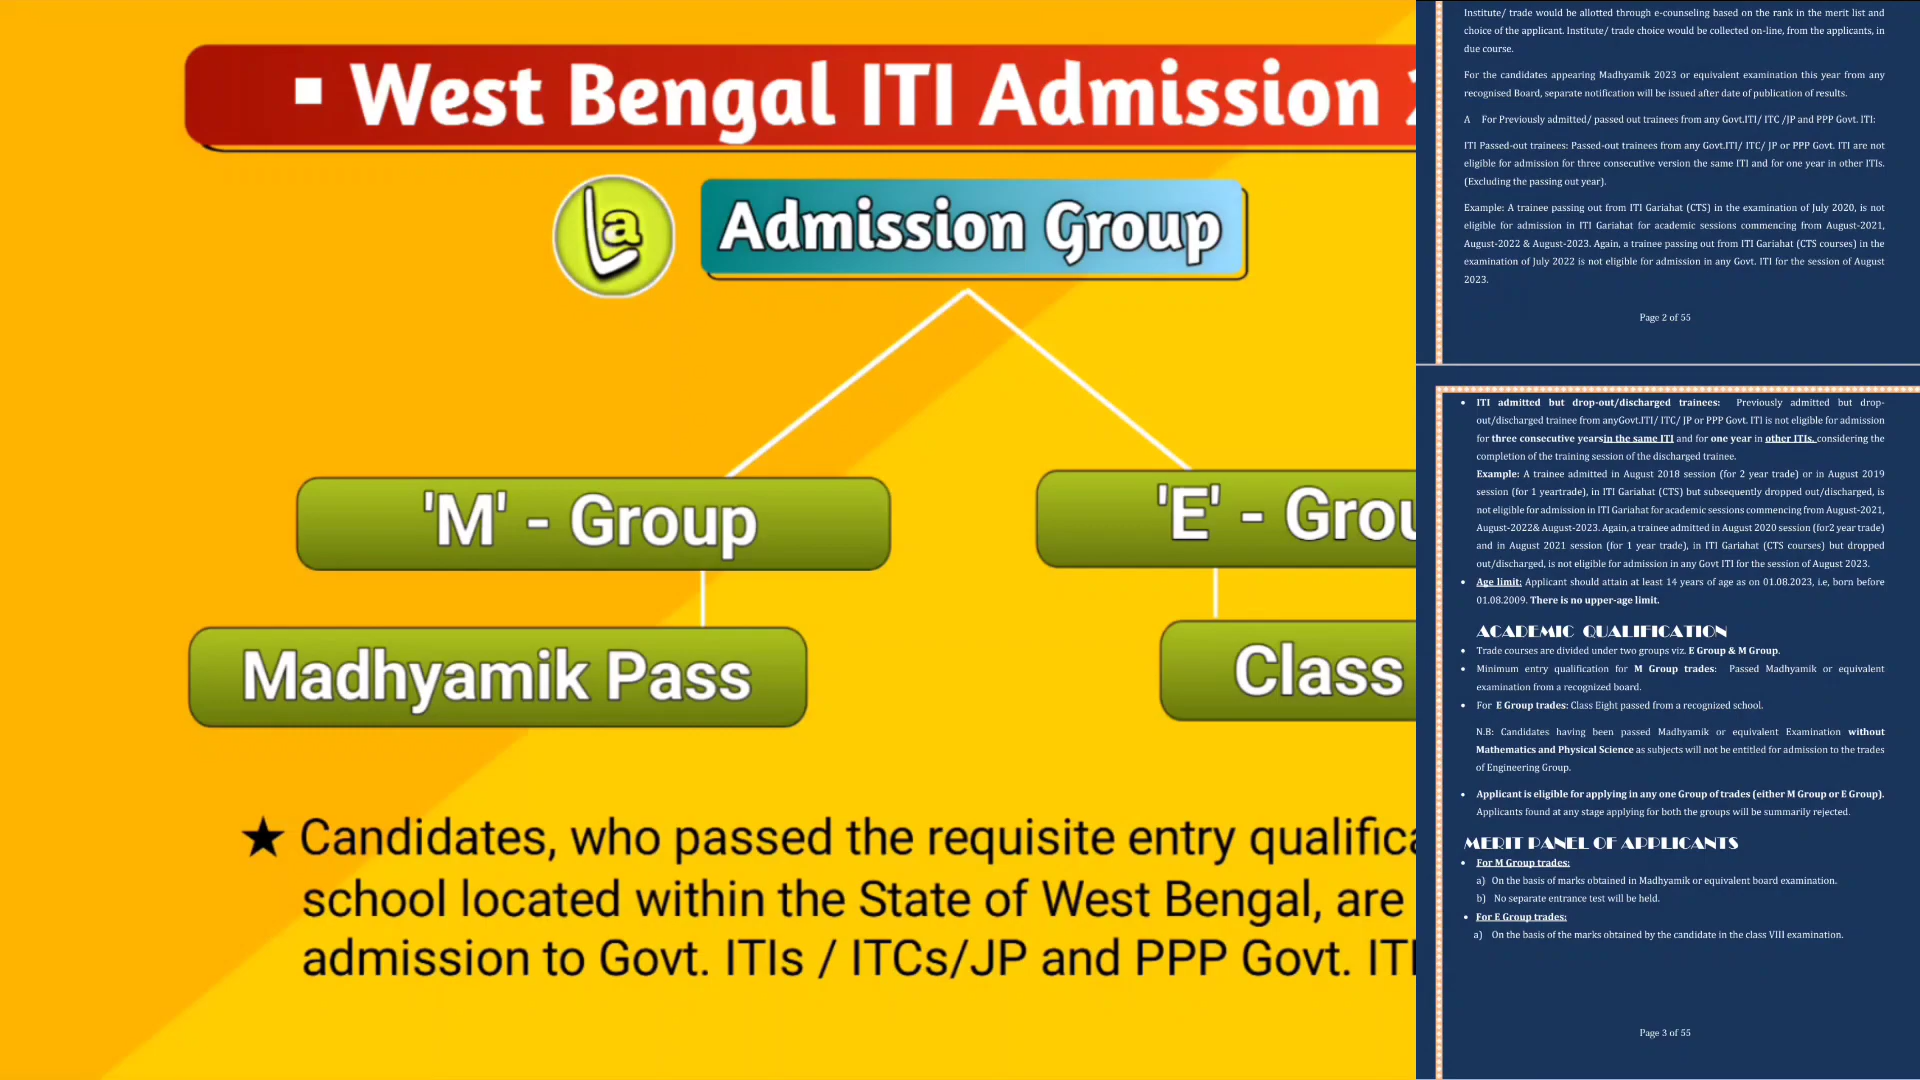 ▪ West Bengal ITI Admission
La
Admission Group
'M' - Group
'E' - Grou
Madhyamik Pass
Class
★ Candidates, who passed the requisite entry qualifica
school located within the State of West Bengal, are
admission to Govt. ITIs / ITCs/JP and PPP Govt. ITI
Institute/ trade would be allotted through e-counseling based on the rank in the merit list and
choice of the applicant. Institute/ trade choice would be collected on-line, from the applicants, in
due course.
For the candidates appearing Madhyamik 2023 or equivalent examination this year from any
recognised Board, separate notification will be issued after date of publication of results.
A For Previously admitted/ passed out trainees from any Govt.ITI/ ITC /JP and PPP Govt. ITI:
ITI Passed-out trainees: Passed-out trainees from any Govt.ITI/ ITC/ JP or PPP Govt. ITI are not
eligible for admission for three consecutive version the same ITI and for one year in other ITIs.
(Excluding the passing out year).
Example: A trainee passing out from ITI Gariahat (CTS) in the examination of July 2020, is not
eligible for admission in ITI Gariahat for academic sessions commencing from August-2021,
August-2022 & August-2023. Again, a trainee passing out from ITI Gariahat (CTS courses) in the
examination of July 2022 is not eligible for admission in any Govt. ITI for the session of August
2023.
Page 2 of 55
• ITI admitted but drop-out/discharged trainees: Previously admitted but drop-
out/discharged trainee from anyGovt.ITI/ ITC/ JP or PPP Govt. ITI is not eligible for admission
for three consecutive yearsin the same ITI and for one year in other ITIs, considering the
completion of the training session of the discharged trainee.
Example: A trainee admitted in August 2018 session (for 2 year trade) or in August 2019
session (for 1 yeartrade), in ITI Gariahat (CTS) but subsequently dropped out/discharged, is
not eligible for admission in ITI Gariahat for academic sessions commencing from August-2021,
August-2022& August-2023. Again, a trainee admitted in August 2020 session (for2 year trade)
and in August 2021 session (for 1 year trade), in ITI Gariahat (CTS courses) but dropped
out/discharged, is not eligible for admission in any Govt ITI for the session of August 2023.
• Age limit: Applicant should attain at least 14 years of age as on 01.08.2023, i.e, born before
01.08.2009. There is no upper-age limit.
ACADEMIC QUALIFICATION
• Trade courses are divided under two groups viz. E Group & M Group.
• Minimum entry qualification for M Group trades: Passed Madhyamik or equivalent
examination from a recognized board.
• For E Group trades: Class Eight passed from a recognized school.
N.B: Candidates having been passed Madhyamik or equivalent Examination without
Mathematics and Physical Science as subjects will not be entitled for admission to the trades
of Engineering Group.
• Applicant is eligible for applying in any one Group of trades (either M Group or E Group).
Applicants found at any stage applying for both the groups will be summarily rejected.
MERIT PANEL OF APPLICANTS
• For M Group trades:
a) On the basis of marks obtained in Madhyamik or equivalent board examination.
b) No separate entrance test will be held.
• For E Group trades:
a) On the basis of the marks obtained by the candidate in the class VIII examination.
Page 3 of 55